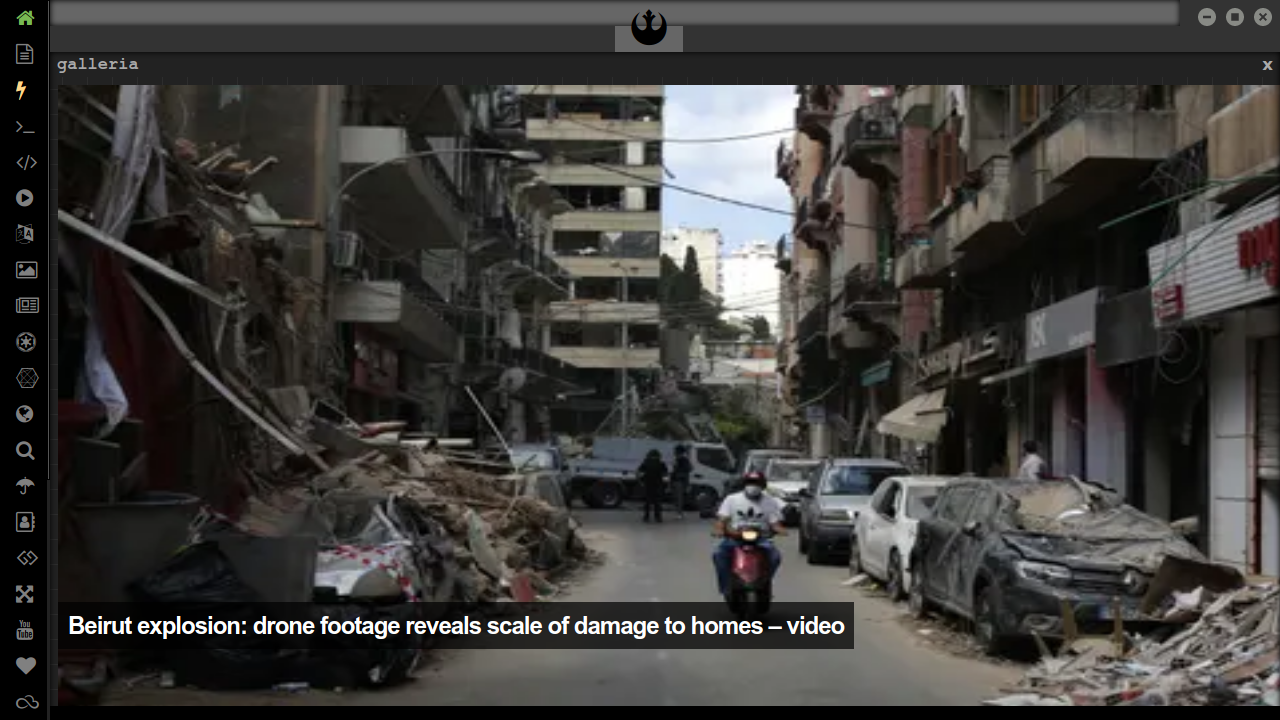 galleria
x
Beirut explosion: drone footage reveals scale of damage to homes – video